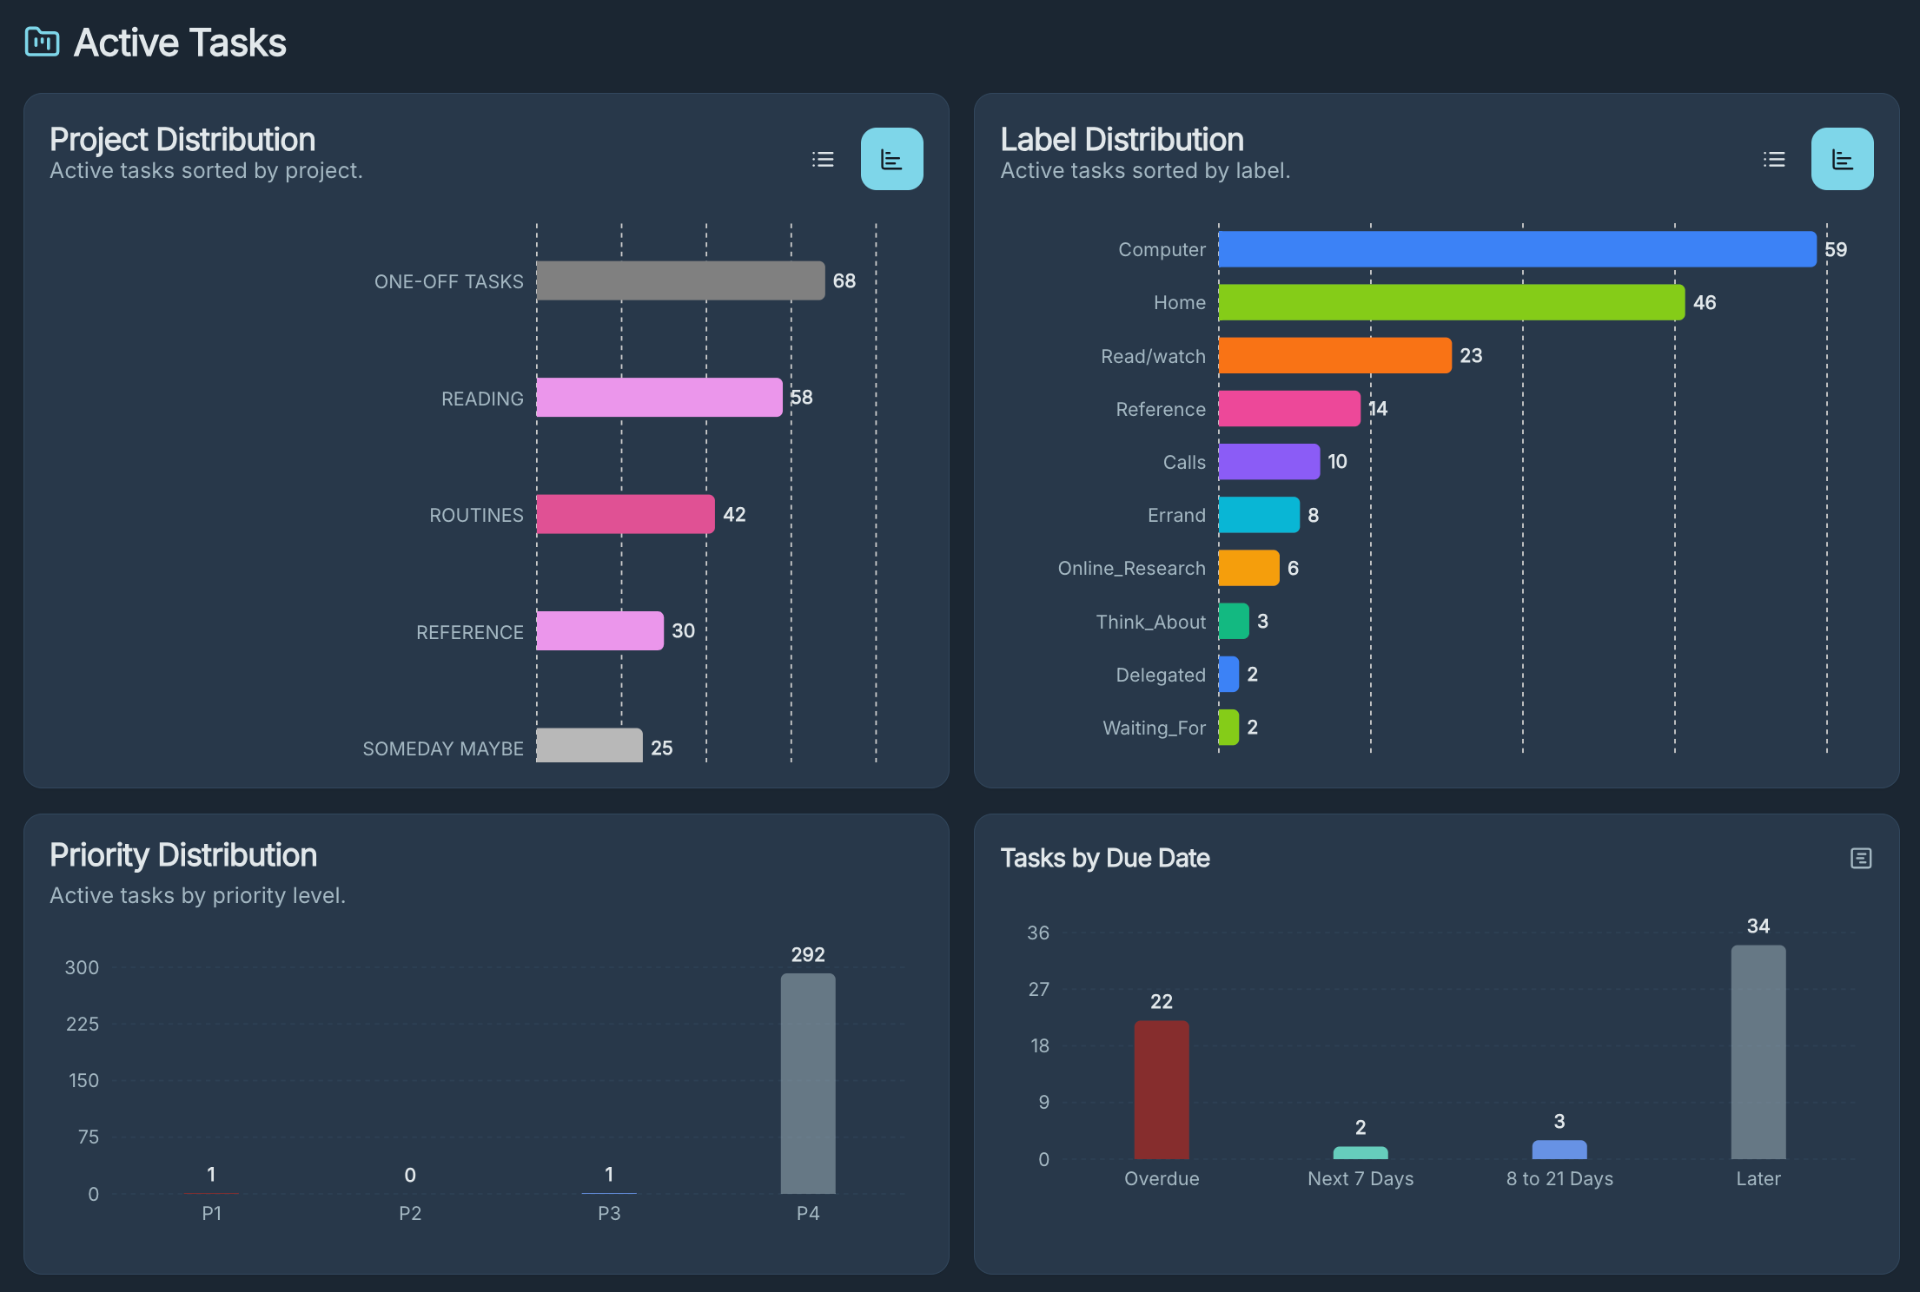 Active Tasks
Project Distribution
Active tasks sorted by project.
ONE-OFF TASKS 68
READING 58
ROUTINES 42
REFERENCE 30
SOMEDAY MAYBE 25
Label Distribution
Active tasks sorted by label.
Computer 59
Home 46
Read/watch 23
Reference 14
Calls 10
Errand 8
Online_Research 6
Think_About 3
Delegated 2
Waiting_For 2
Priority Distribution
Active tasks by priority level.
292
300
225
150
75
1 0 1
0
P1 P2 P3 P4
Tasks by Due Date
34
36
27
22
18
9
2 3
0
Overdue Next 7 Days 8 to 21 Days Later